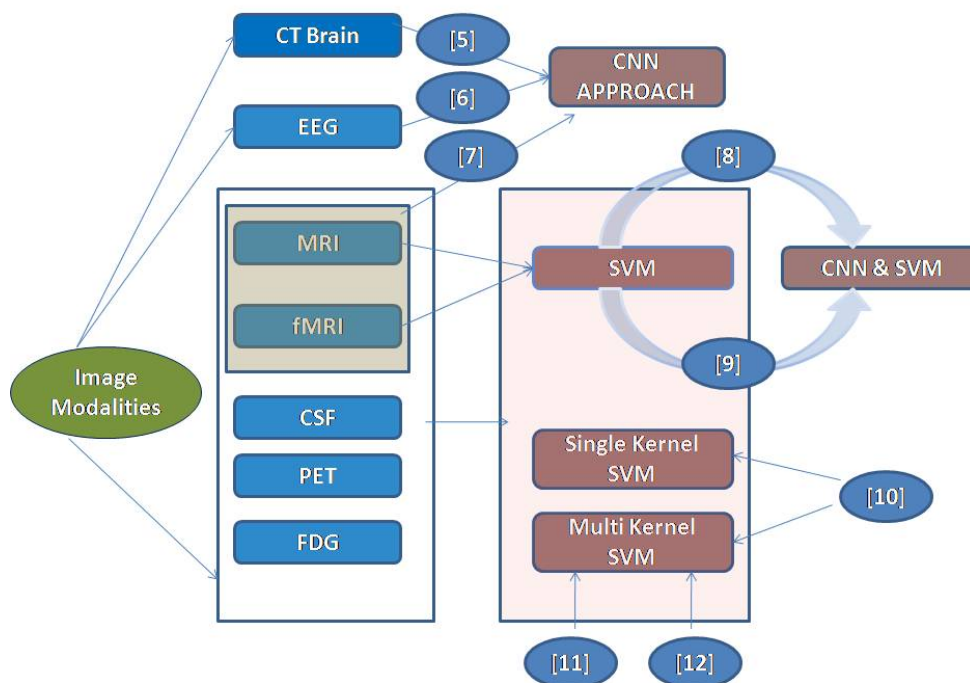 CT Brain
[5]
CNN
APPROACH
[6]
EEG
[7]
[8]
MRI
SVM
CNN & SVM
fMRI
[9]
Image
Modalities
CSF
Single Kernel
SVM
PET
[10]
FDG
Multi Kernel
SVM
[11]
[12]